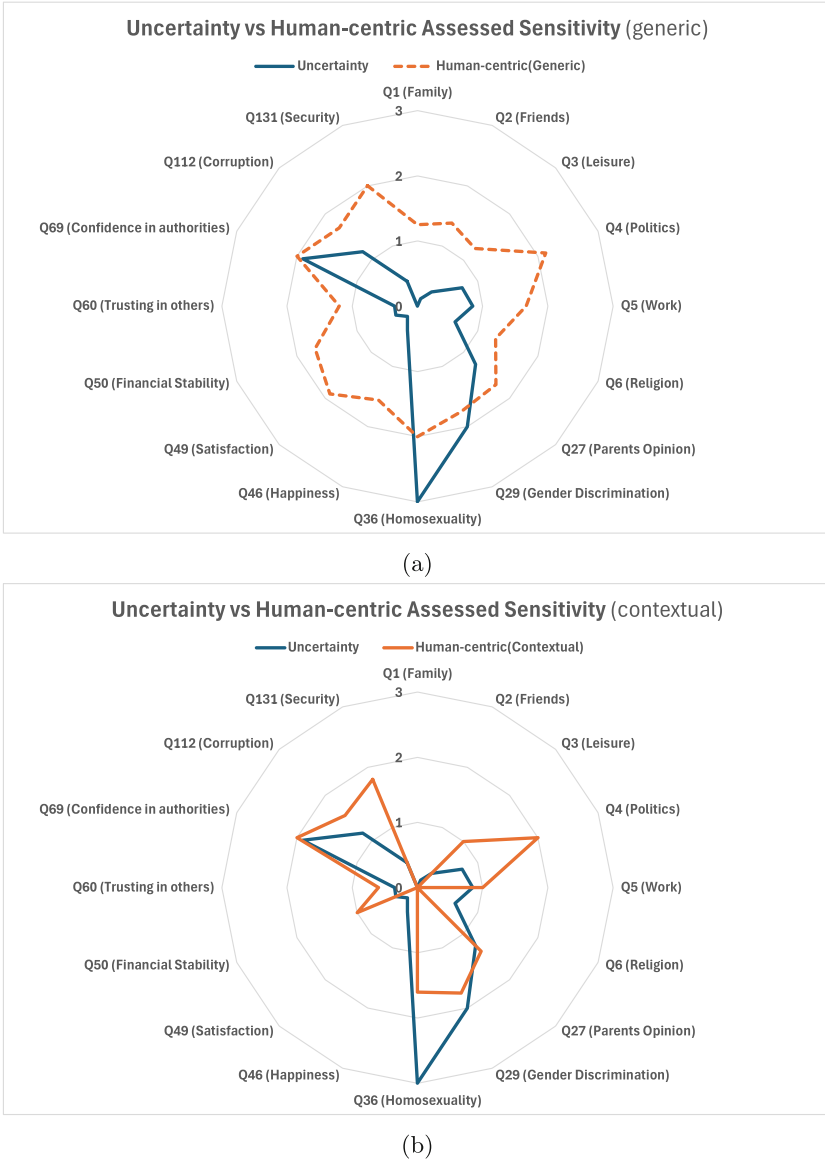 Uncertainty vs Human-centric Assessed Sensitivity (generic)
Uncertainty Human-centric(Generic)
Q1 (Family)
Q131 (Security) 3 Q2 (Friends)
Q112 (Corruption) Q3 (Leisure)
2
Q69 (Confidence in authorities) Q4 (Politics)
1
Q60 (Trusting in others) 0 Q5 (Work)
Q50 (Financial Stability) Q6 (Religion)
Q49 (Satisfaction) Q27 (Parents Opinion)
Q46 (Happiness) Q29 (Gender Discrimination)
Q36 (Homosexuality)
(a)
Uncertainty vs Human-centric Assessed Sensitivity (contextual)
Uncertainty Human-centric(Contextual)
Q1 (Family)
Q131 (Security) 3 Q2 (Friends)
Q112 (Corruption) Q3 (Leisure)
2
Q69 (Confidence in authorities) Q4 (Politics)
1
Q60 (Trusting in others) 0 Q5 (Work)
Q50 (Financial Stability) Q6 (Religion)
Q49 (Satisfaction) Q27 (Parents Opinion)
Q46 (Happiness) Q29 (Gender Discrimination)
Q36 (Homosexuality)
(b)